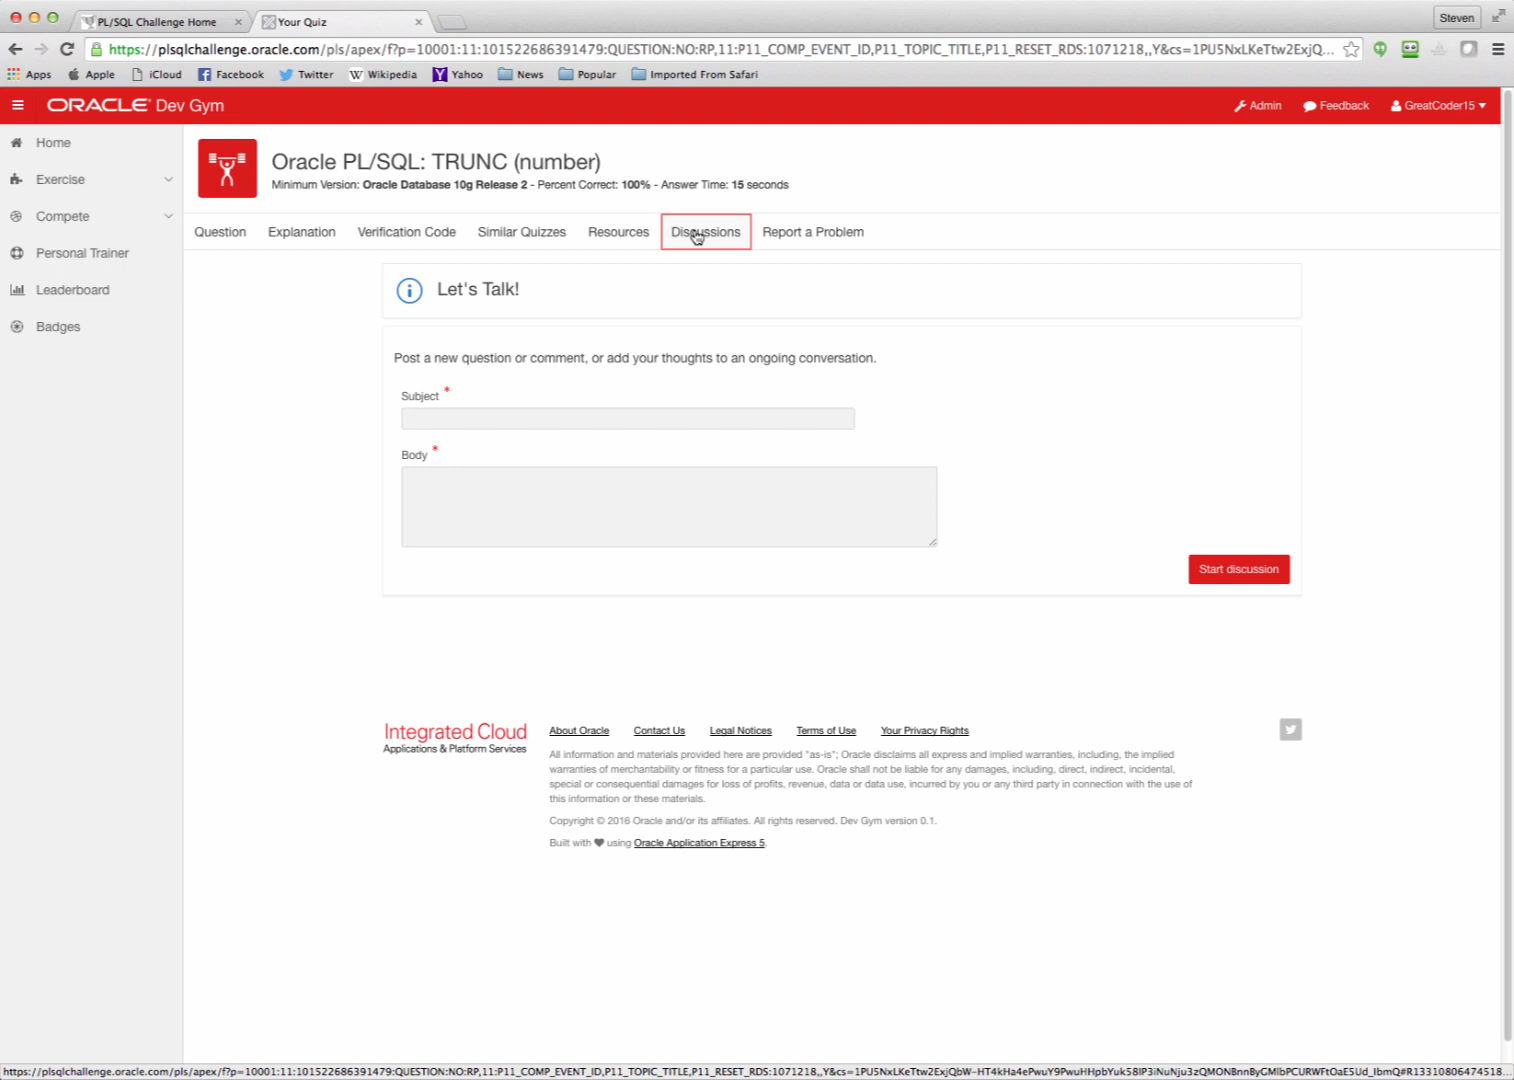 PL/SQL Challenge Home
Your Quiz
Steven
https://plsqlchallenge.oracle.com/pls/apex/f?p=10001:11:101522686391479:QUESTION:NO:RP,11:P11_COMP_EVENT_ID,P11_TOPIC_TITLE,P11_RESET_RDS:1071218,,Y&cs=1PU5NxLKeTtw2ExjQ...
Apps Apple iCloud Facebook Twitter Wikipedia Yahoo News Popular Imported From Safari
ORACLE Dev Gym
Admin Feedback GreatCoder15
Home
Exercise
Compete
Personal Trainer
Leaderboard
Badges
Oracle PL/SQL: TRUNC (number)
Minimum Version: Oracle Database 10g Release 2 - Percent Correct: 100% - Answer Time: 15 seconds
Question Explanation Verification Code Similar Quizzes Resources Discussions Report a Problem
Let's Talk!
Post a new question or comment, or add your thoughts to an ongoing conversation.
Subject *
Body *
Start discussion
Integrated Cloud
Applications & Platform Services
About Oracle Contact Us Legal Notices Terms of Use Your Privacy Rights
All information and materials provided here are provided "as-is"; Oracle disclaims all express and implied warranties, including, the implied
warranties of merchantability or fitness for a particular use. Oracle shall not be liable for any damages, including, direct, indirect, incidental,
special or consequential damages for loss of profits, revenue, data or data use, incurred by you or any third party in connection with the use of
this information or these materials.
Copyright © 2016 Oracle and/or its affiliates. All rights reserved. Dev Gym version 0.1.
Built with ♥ using Oracle Application Express 5.